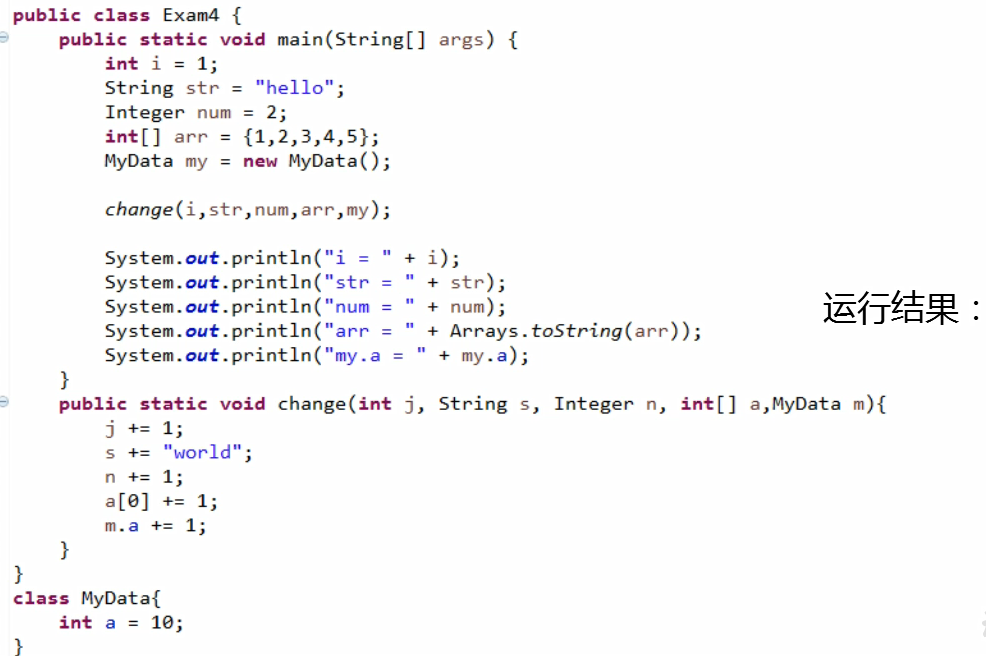 public class Exam4 {
    public static void main(String[] args) {
        int i = 1;
        String str = "hello";
        Integer num = 2;
        int[] arr = {1,2,3,4,5};
        MyData my = new MyData();
        change(i,str,num,arr,my);
        System.out.println("i = " + i);
        System.out.println("str = " + str);
        System.out.println("num = " + num);
        System.out.println("arr = " + Arrays.toString(arr));
        System.out.println("my.a = " + my.a);
    }
    public static void change(int j, String s, Integer n, int[] a,MyData m){
        j += 1;
        s += "world";
        n += 1;
        a[0] += 1;
        m.a += 1;
    }
}
class MyData{
    int a = 10;
}
运行结果：